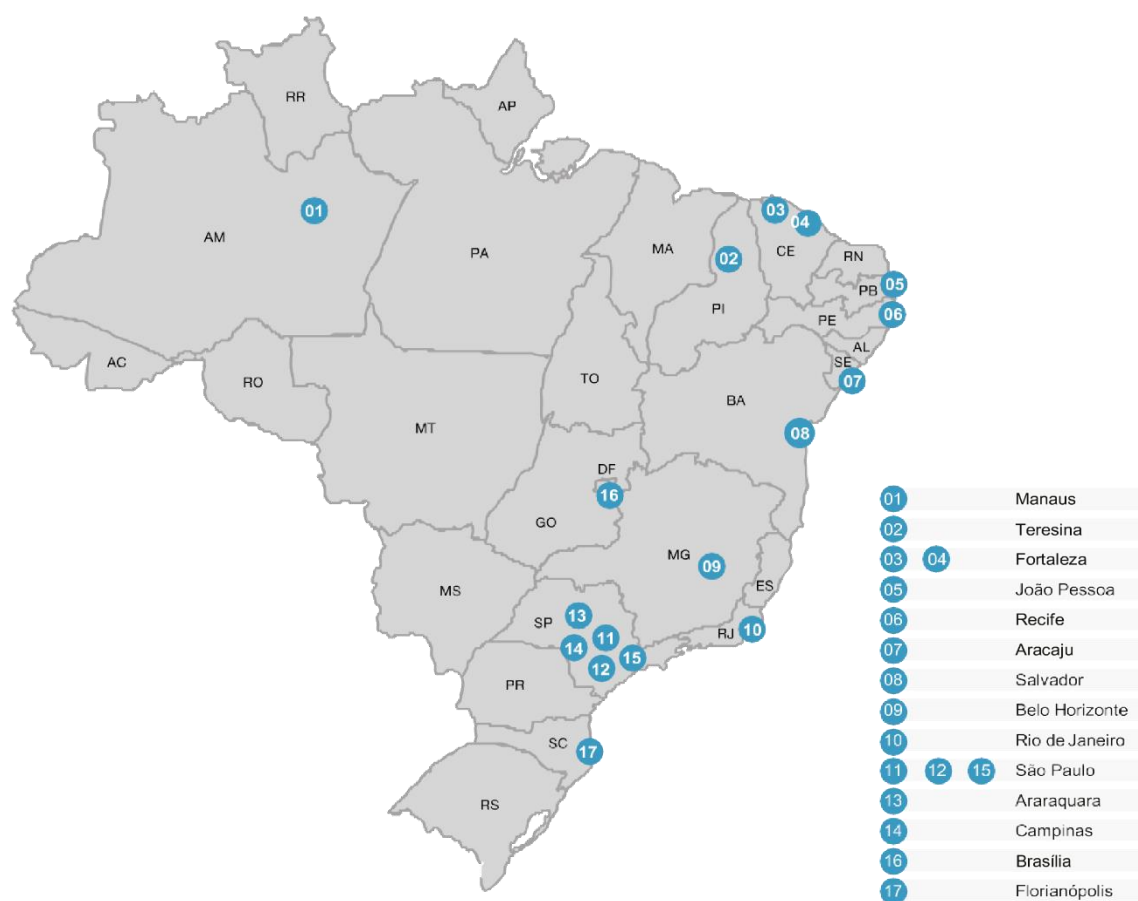 RR
AP
01
03
04
AM
PA
MA
CE
RN
02
05
PB
PI
PE
06
AL
AC
SE
RO
TO
07
BA
MT
08
DF
16
GO
MG
09
ES
MS
13
SP
11
RJ
10
14
15
12
PR
SC
17
RS
01 Manaus
02 Teresina
03 04 Fortaleza
05 João Pessoa
06 Recife
07 Aracaju
08 Salvador
09 Belo Horizonte
10 Rio de Janeiro
11 12 15 São Paulo
13 Araraquara
14 Campinas
16 Brasília
17 Florianópolis